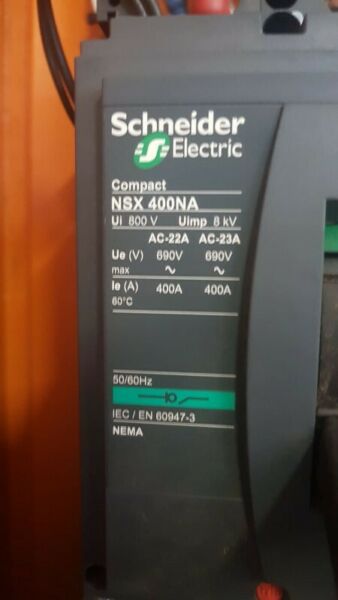 Schneider
Electric
Compact
NSX 400NA
Ui 800 V Uimp 8 kV
AC-22A AC-23A
Ue (V) 690V 690V
max ∼ ∼
Ie (A) 400A 400A
60°C
50/60Hz
IEC / EN 60947-3
NEMA